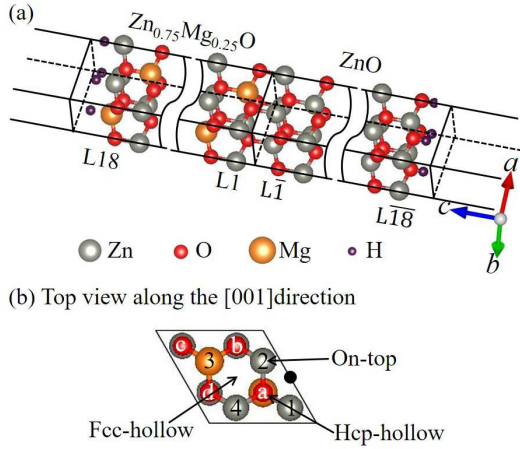 (a)
Zn0.75Mg0.25O
ZnO
L18
L1
L1̅
L1̅8̅
a
c
b
Zn O Mg H
(b) Top view along the [001]direction
c
b
3
2
On-top
d
a
4
1
Fcc-hollow
Hcp-hollow